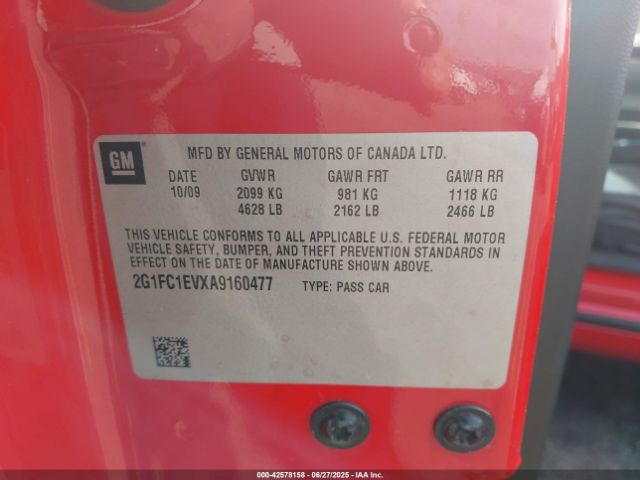 GM
MFD BY GENERAL MOTORS OF CANADA LTD.
DATE GVWR GAWR FRT GAWR RR
10/09 2099 KG 981 KG 1118 KG
4628 LB 2162 LB 2466 LB
THIS VEHICLE CONFORMS TO ALL APPLICABLE U.S. FEDERAL MOTOR
VEHICLE SAFETY, BUMPER, AND THEFT PREVENTION STANDARDS IN
EFFECT ON THE DATE OF MANUFACTURE SHOWN ABOVE.
2G1FC1EVXA9160477 TYPE: PASS CAR
000-42578158 - 06/27/2025 - IAA, Inc.